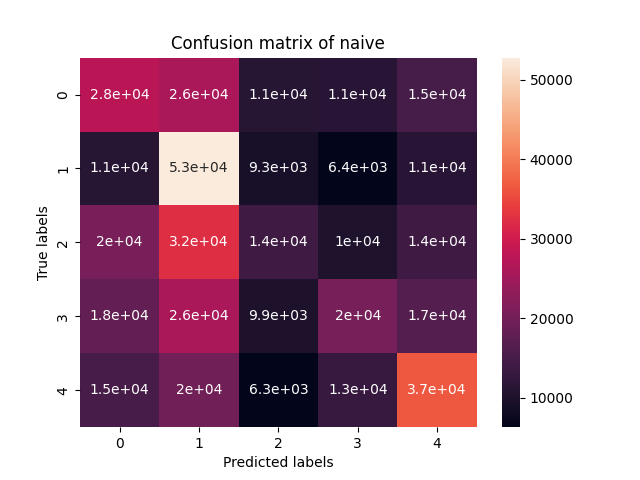 Confusion matrix of naive
True labels
0 2.8e+04 2.6e+04 1.1e+04 1.1e+04 1.5e+04
1 1.1e+04 5.3e+04 9.3e+03 6.4e+03 1.1e+04
2 2e+04 3.2e+04 1.4e+04 1e+04 1.4e+04
3 1.8e+04 2.6e+04 9.9e+03 2e+04 1.7e+04
4 1.5e+04 2e+04 6.3e+03 1.3e+04 3.7e+04
0 1 2 3 4
Predicted labels
50000
40000
30000
20000
10000